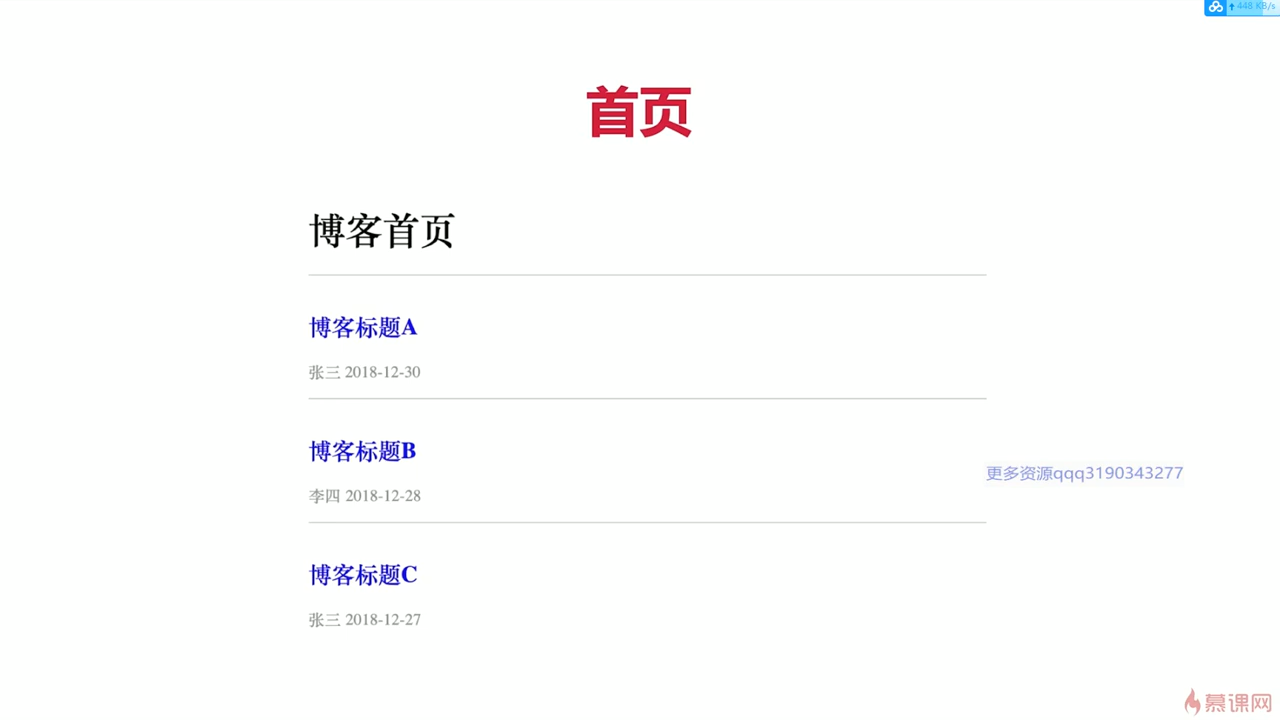 448 KB/s
首页
博客首页
博客标题A
张三 2018-12-30
博客标题B
更多资源qqq3190343277
李四 2018-12-28
博客标题C
张三 2018-12-27
慕课网